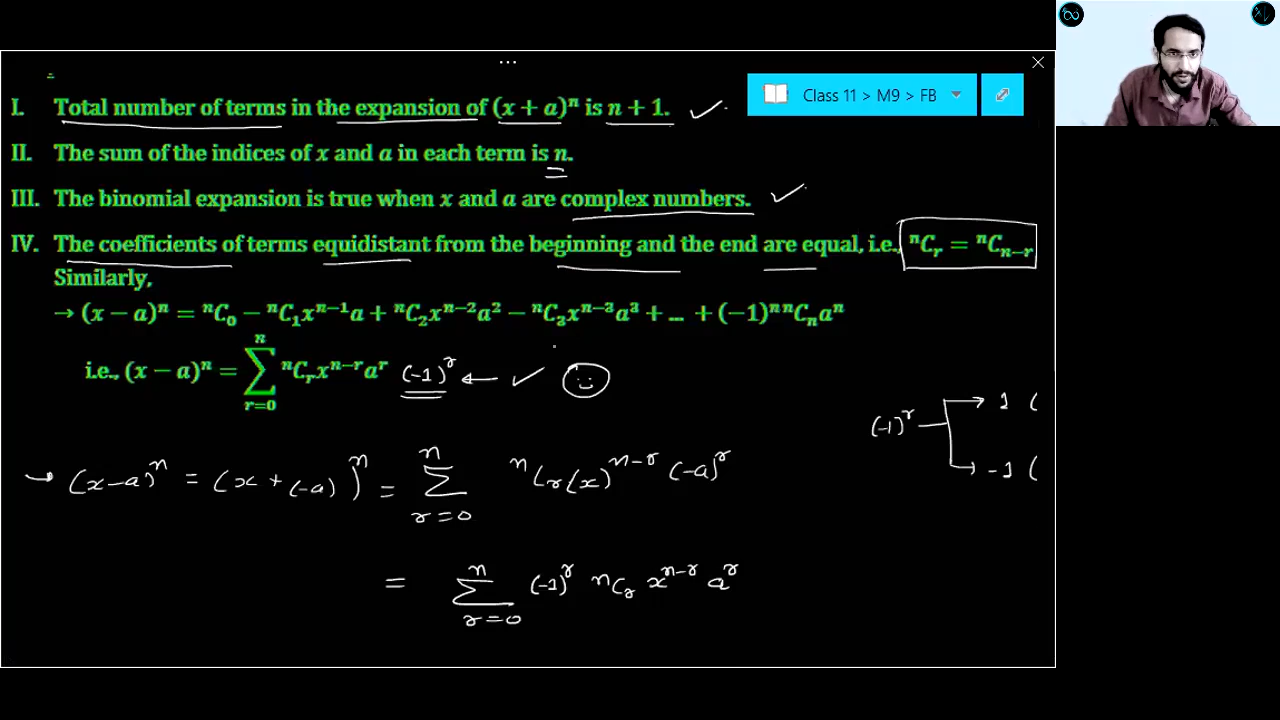 Class 11 > M9 > FB
I. Total number of terms in the expansion of (x + a)ⁿ is n + 1.
II. The sum of the indices of x and a in each term is n.
III. The binomial expansion is true when x and a are complex numbers.
IV. The coefficients of terms equidistant from the beginning and the end are equal, i.e., ⁿCᵣ = ⁿCₙ₋ᵣ
Similarly,
→ (x − a)ⁿ = ⁿC₀ − ⁿC₁xⁿ⁻¹a + ⁿC₂xⁿ⁻²a² − ⁿC₃xⁿ⁻³a³ + ... + (−1)ⁿ ⁿCₙaⁿ
i.e., (x − a)ⁿ = ∑ᵣ₌₀ⁿ ⁿCᵣxⁿ⁻ʳaʳ (-1)ʳ ←
(-1)ʳ → 1 (
→ -1 (
→ (x-a)ⁿ = (x + (-a))ⁿ = ∑ᵣ₌₀ⁿ ⁿCᵣ(x)ⁿ⁻ʳ (-a)ʳ
= ∑ᵣ₌₀ⁿ (-1)ʳ ⁿCᵣ xⁿ⁻ʳ aʳ